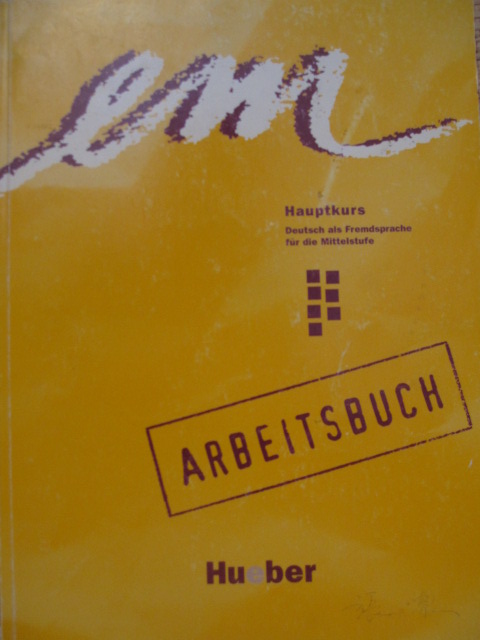 em
Hauptkurs
Deutsch als Fremdsprache
für die Mittelstufe
ARBEITSBUCH
Hueber